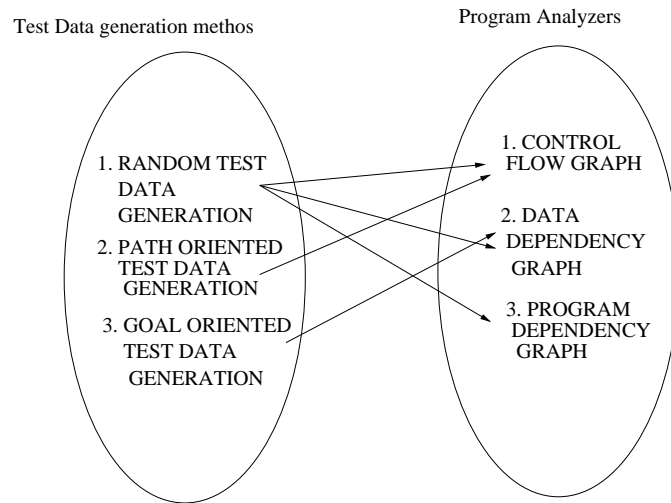 Test Data generation methos
Program Analyzers
1. RANDOM TEST
DATA
GENERATION
2. PATH ORIENTED
TEST DATA
GENERATION
3. GOAL ORIENTED
TEST DATA
GENERATION
1. CONTROL
FLOW GRAPH
2. DATA
DEPENDENCY
GRAPH
3. PROGRAM
DEPENDENCY
GRAPH